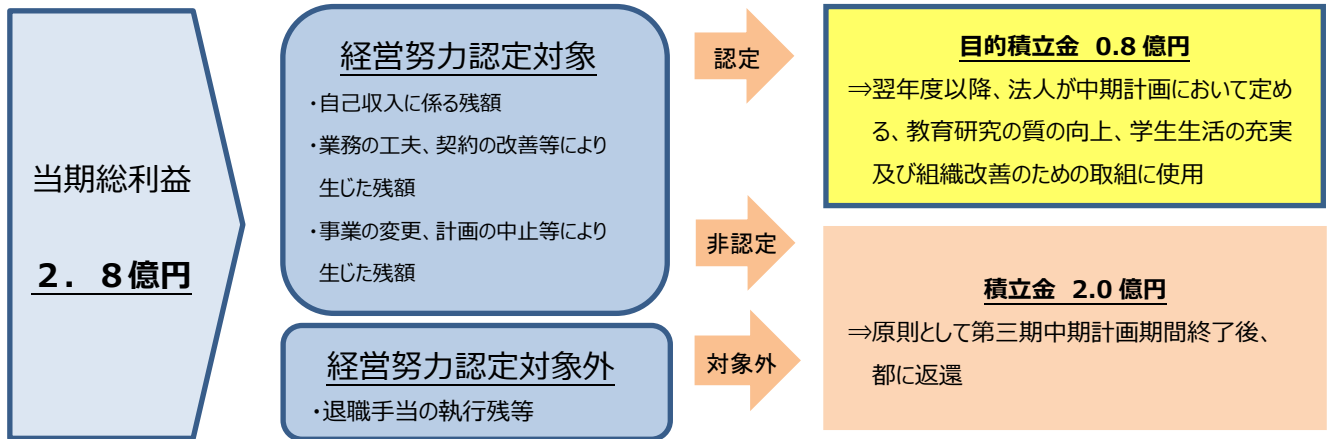 当期総利益
２．８億円
経営努力認定対象
・自己収入に係る残額
・業務の工夫、契約の改善等により
生じた残額
・事業の変更、計画の中止等により
生じた残額
経営努力認定対象外
・退職手当の執行残等
認定
非認定
対象外
目的積立金 0.8 億円
⇒翌年度以降、法人が中期計画において定め
る、教育研究の質の向上、学生生活の充実
及び組織改善のための取組に使用
積立金 2.0 億円
⇒原則として第三期中期計画期間終了後、
都に返還